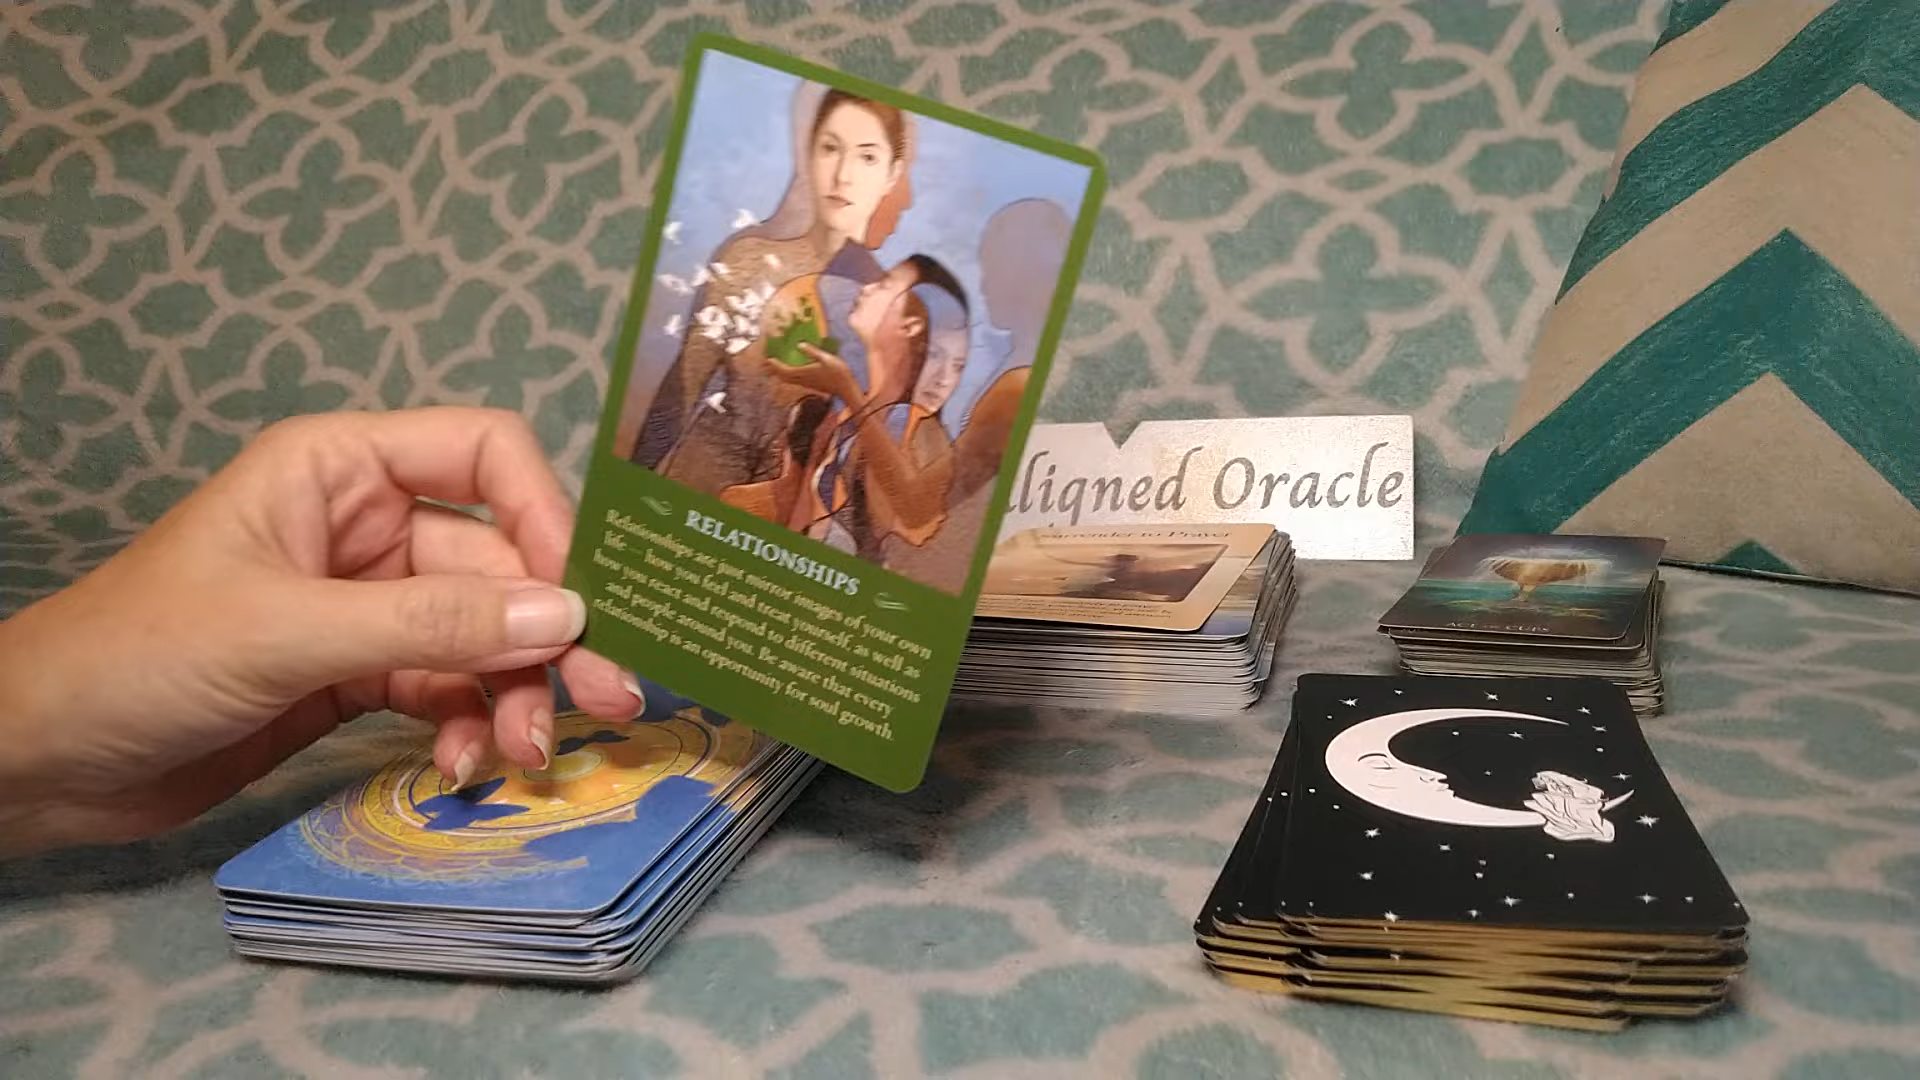 RELATIONSHIPS
Relationships are just mirror images of your own
life — how you feel and treat yourself, as well as
how you react and respond to different situations
and people around you. Be aware that every
relationship is an opportunity for soul growth.
ligned Oracle
Surrender to Prayer
ACE OF CUPS